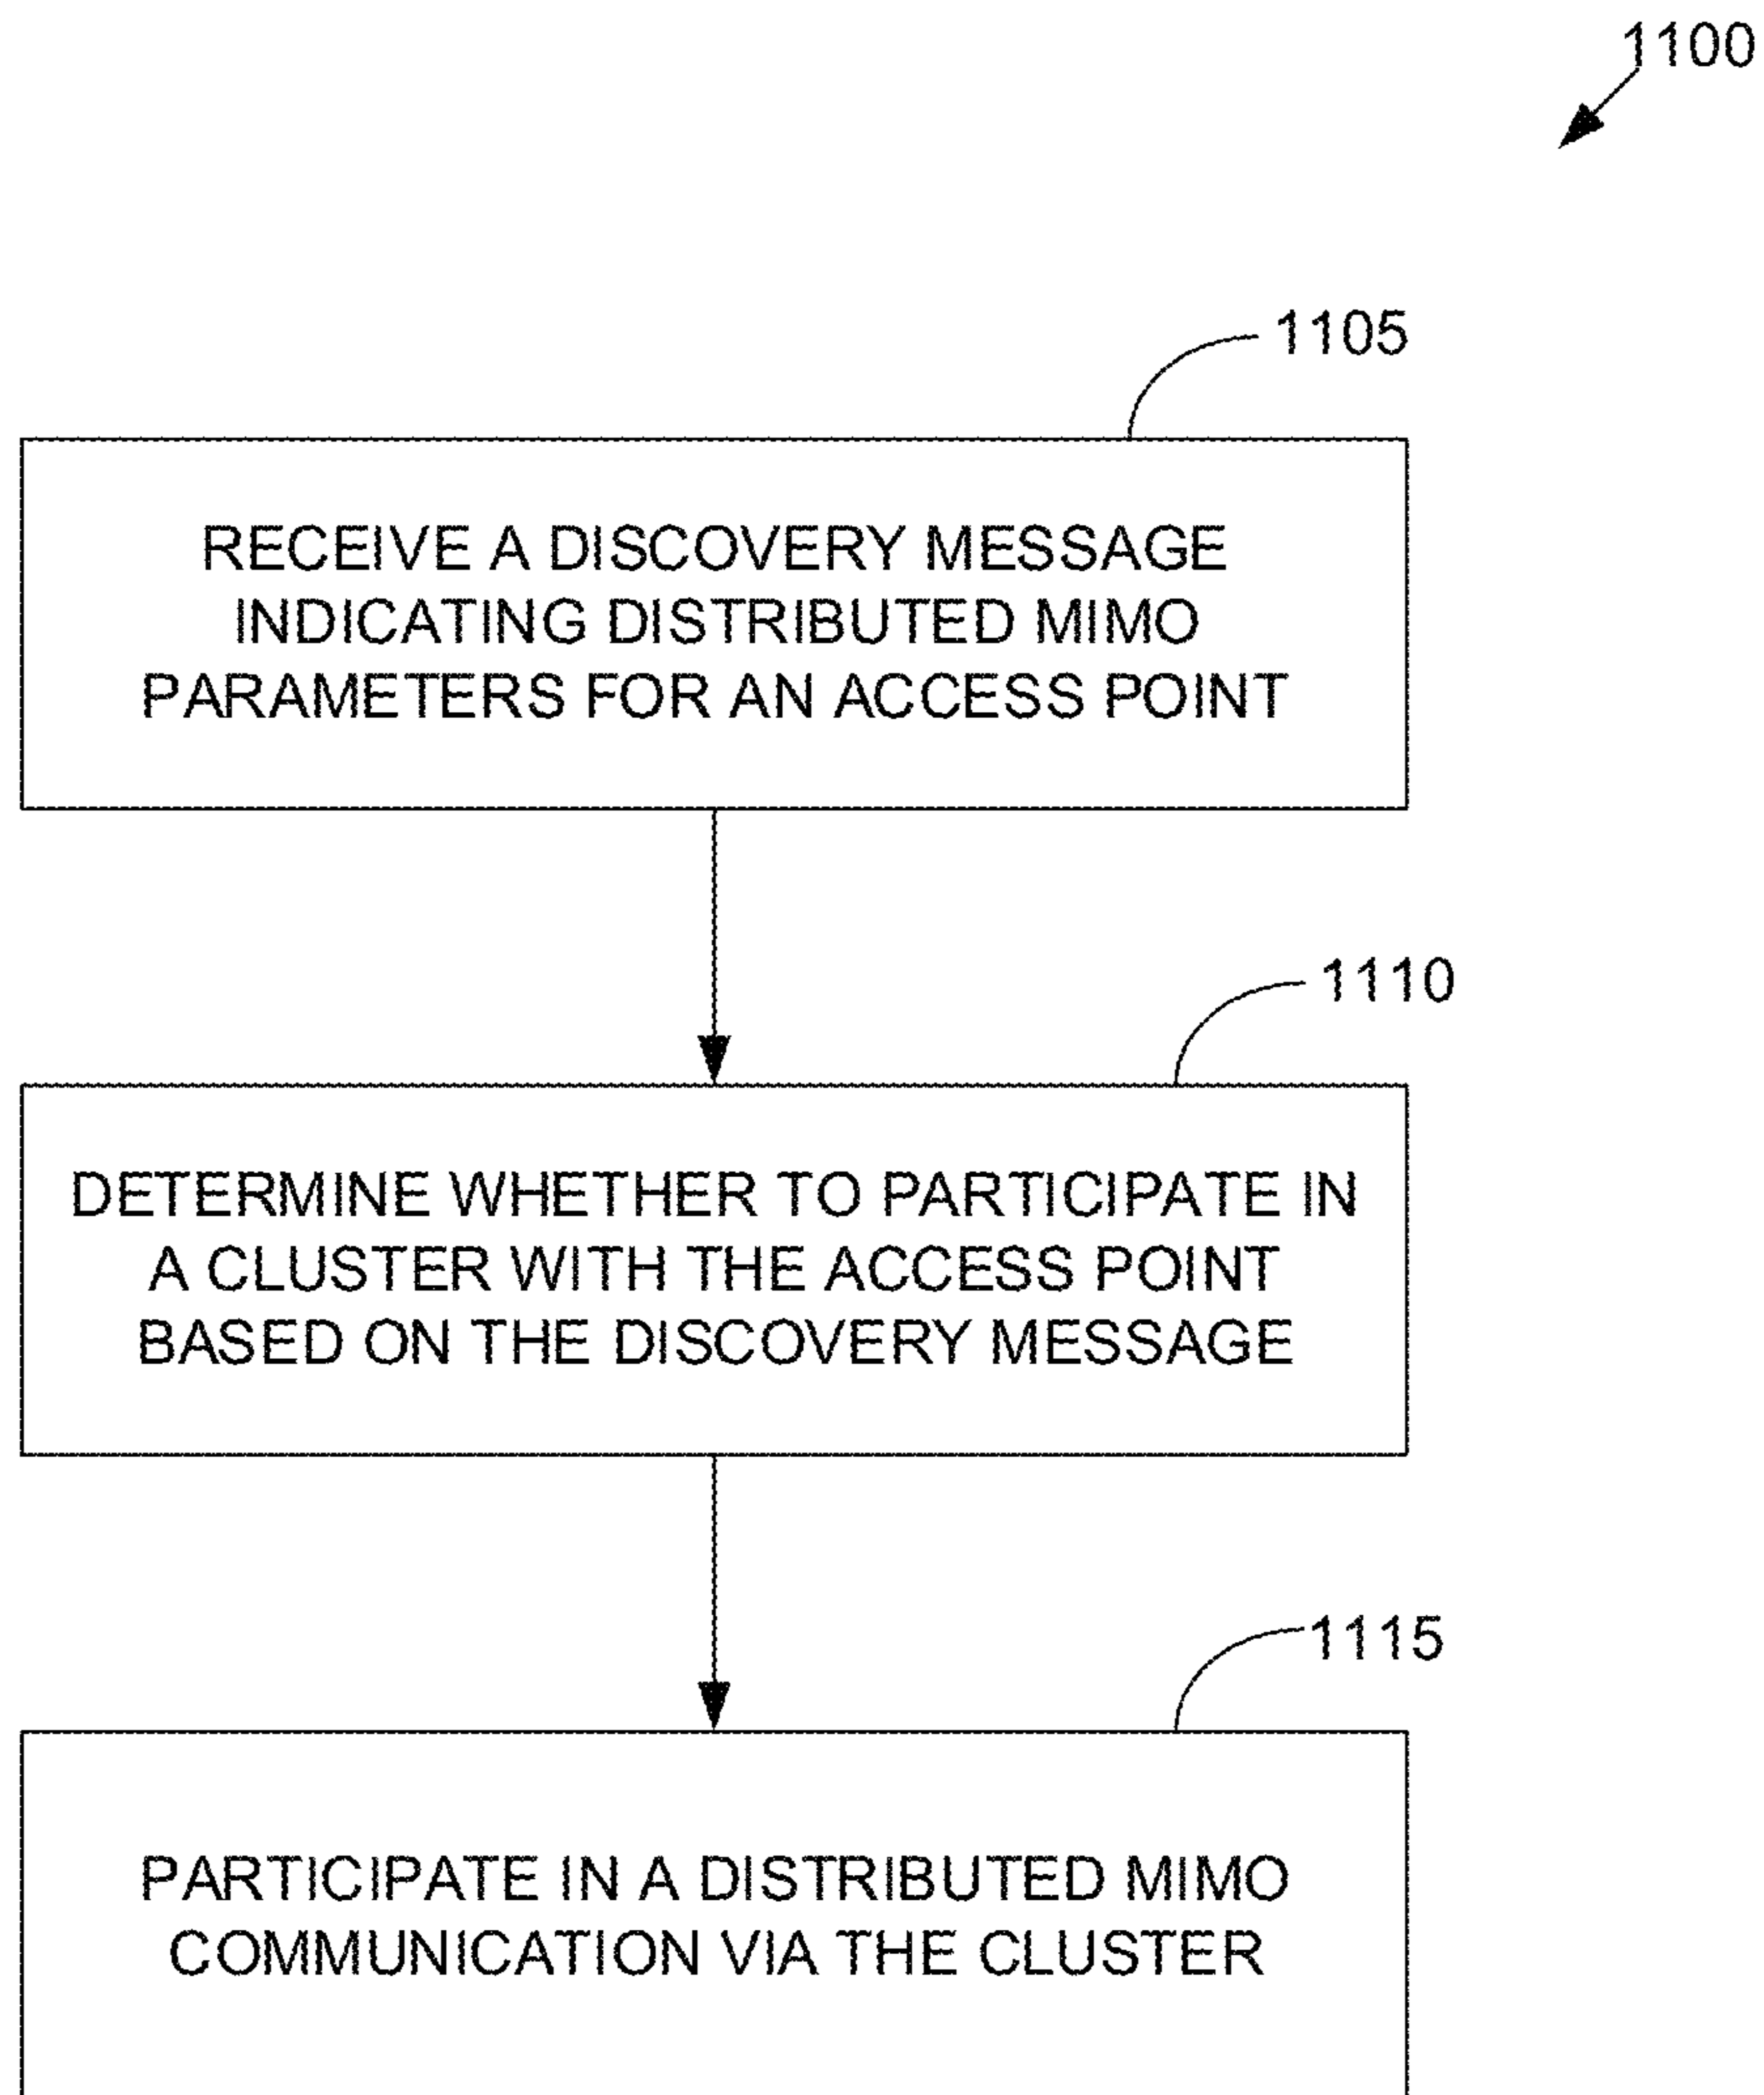 1100
1105
RECEIVE A DISCOVERY MESSAGE
INDICATING DISTRIBUTED MIMO
PARAMETERS FOR AN ACCESS POINT
1110
DETERMINE WHETHER TO PARTICIPATE IN
A CLUSTER WITH THE ACCESS POINT
BASED ON THE DISCOVERY MESSAGE
1115
PARTICIPATE IN A DISTRIBUTED MIMO
COMMUNICATION VIA THE CLUSTER